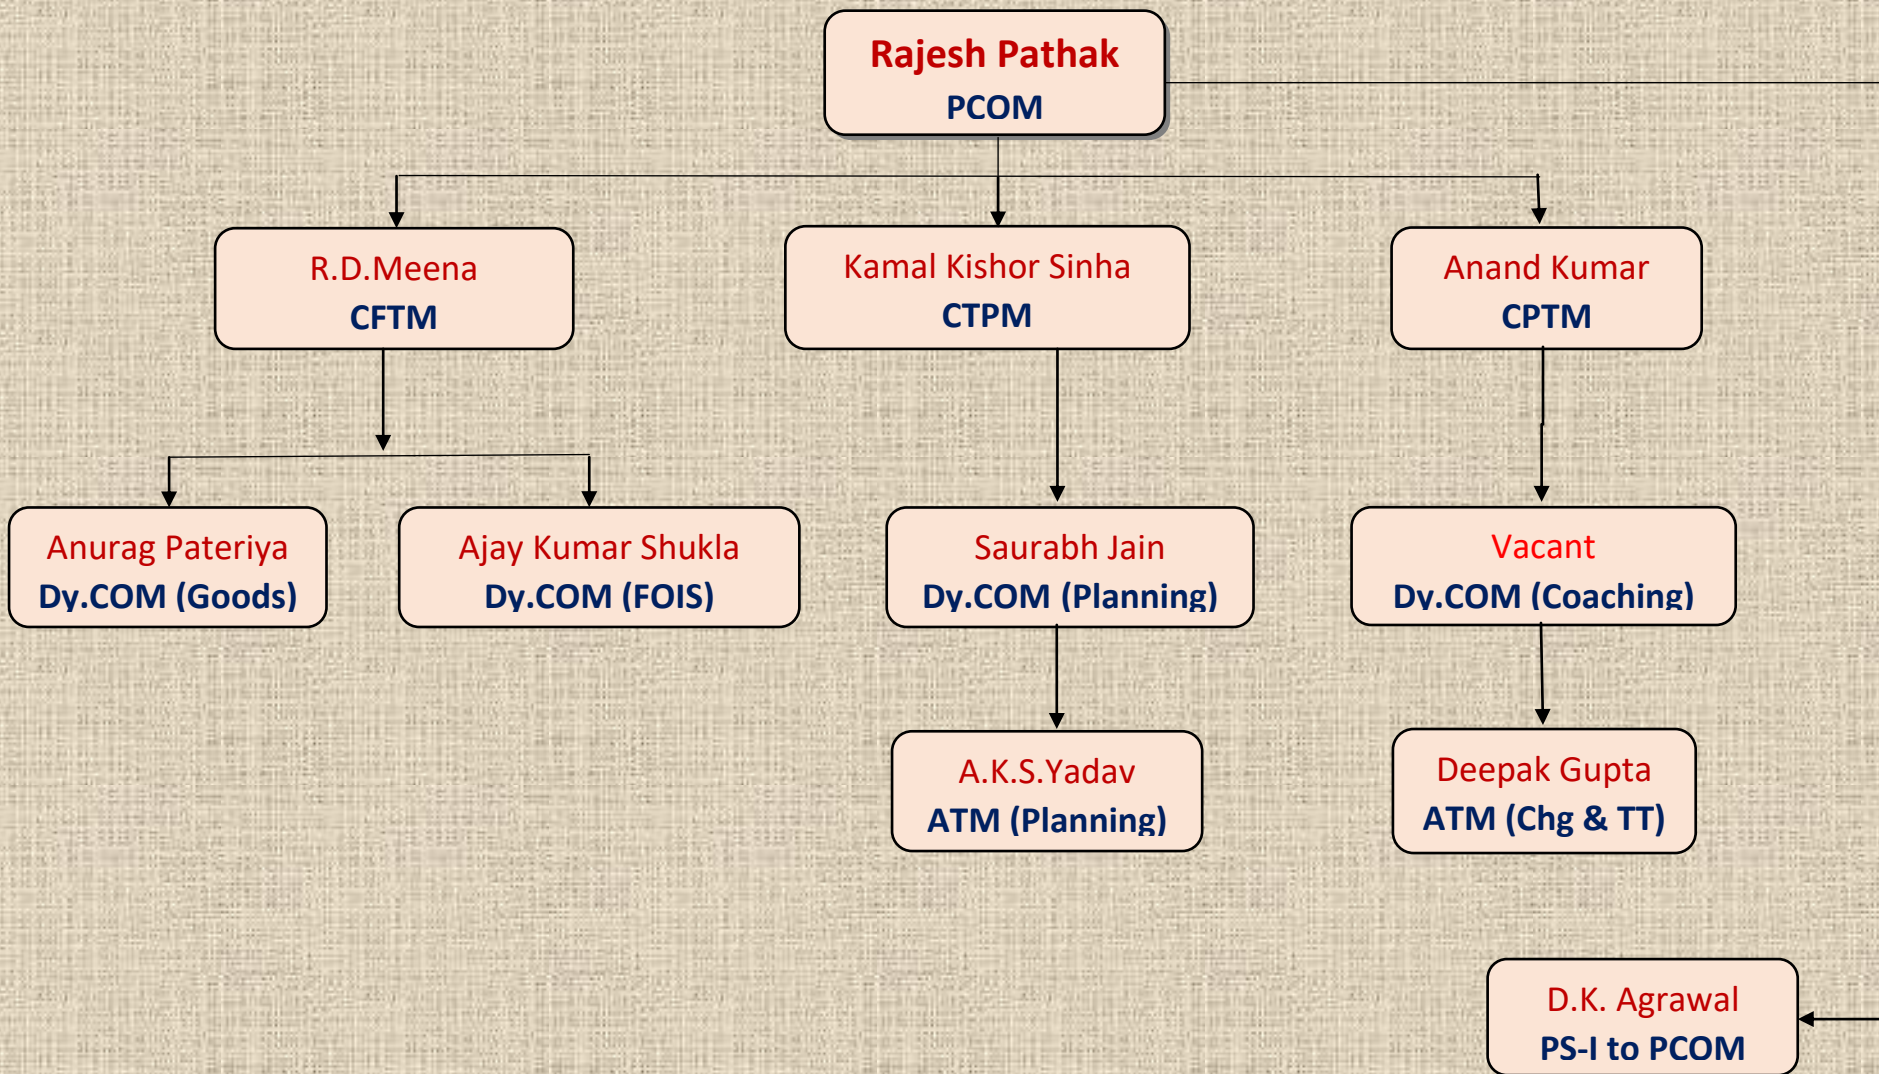 Rajesh Pathak
PCOM
R.D.Meena
CFTM
Kamal Kishor Sinha
CTPM
Anand Kumar
CPTM
Anurag Pateriya
Dy.COM (Goods)
Ajay Kumar Shukla
Dy.COM (FOIS)
Saurabh Jain
Dy.COM (Planning)
Vacant
Dy.COM (Coaching)
A.K.S.Yadav
ATM (Planning)
Deepak Gupta
ATM (Chg & TT)
D.K. Agrawal
PS-I to PCOM